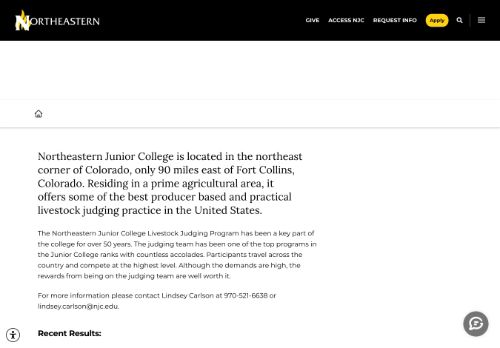 NORTHEASTERN
GIVE ACCESS NJC REQUEST INFO Apply
Northeastern Junior College is located in the northeast
corner of Colorado, only 90 miles east of Fort Collins,
Colorado. Residing in a prime agricultural area, it
offers some of the best producer based and practical
livestock judging practice in the United States.
The Northeastern Junior College Livestock Judging Program has been a key part of
the college for over 50 years. The judging team has been one of the top programs in
the Junior College ranks with countless accolades. Participants travel across the
country and compete at the highest level. Although the demands are high, the
rewards from being on the judging team are well worth it.
For more information please contact Lindsey Carlson at 970-521-6638 or
lindsey.carlson@njc.edu.
Recent Results: